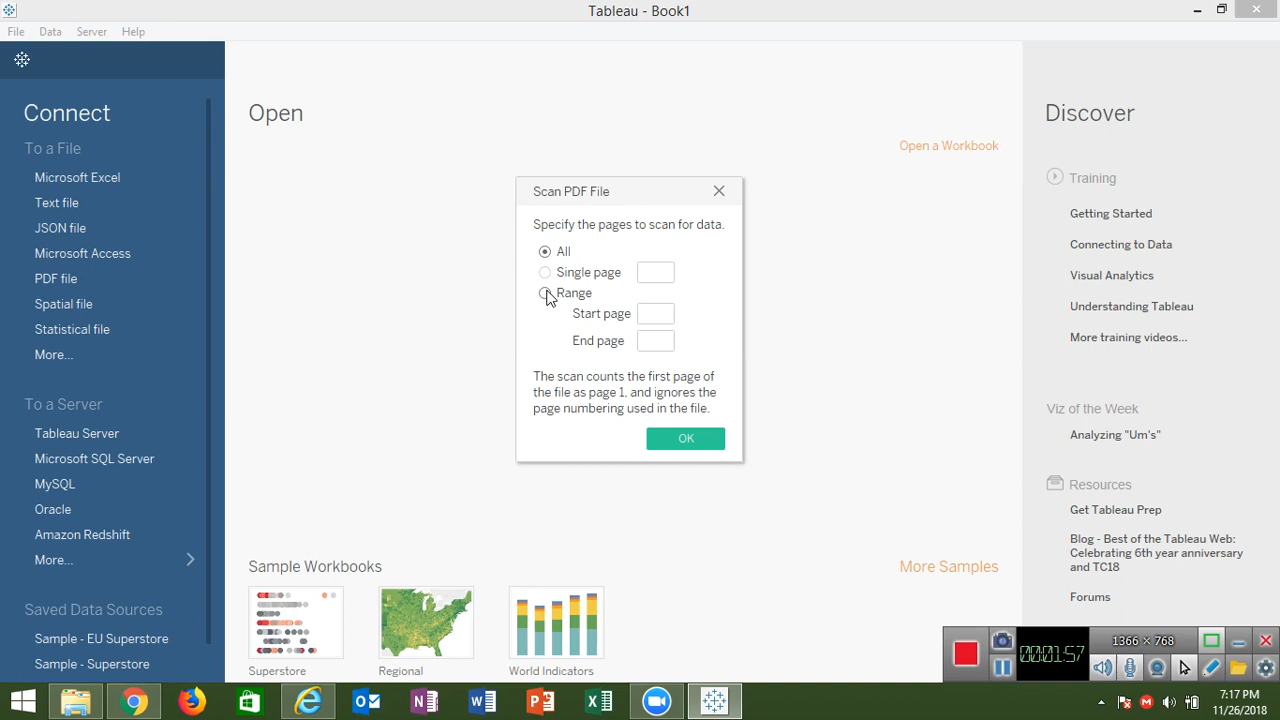 Tableau - Book1
File Data Server Help
Connect
To a File
Microsoft Excel
Text file
JSON file
Microsoft Access
PDF file
Spatial file
Statistical file
More...
To a Server
Tableau Server
Microsoft SQL Server
MySQL
Oracle
Amazon Redshift
More...
Saved Data Sources
Sample - EU Superstore
Sample - Superstore
Open
Open a Workbook
Scan PDF File
Specify the pages to scan for data.
All
Single page
Range
Start page
End page
The scan counts the first page of
the file as page 1, and ignores the
page numbering used in the file.
OK
Sample Workbooks
More Samples
Superstore
Regional
World Indicators
Discover
Training
Getting Started
Connecting to Data
Visual Analytics
Understanding Tableau
More training videos...
Viz of the Week
Analyzing "Um's"
Resources
Get Tableau Prep
Blog - Best of the Tableau Web:
Celebrating 6th year anniversary
and TC18
Forums
1366 × 768
00:01:57
7:17 PM
11/26/2018